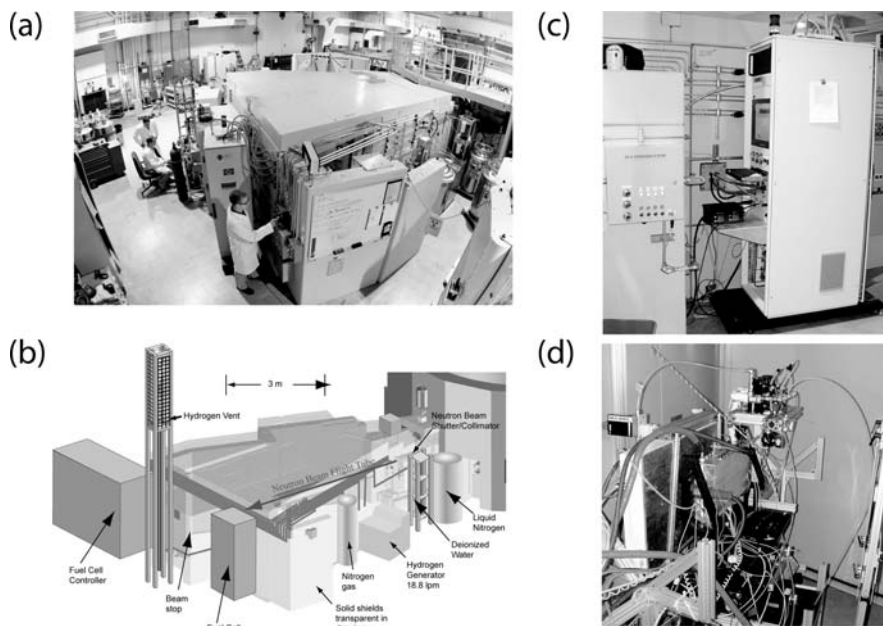 (a)
(c)
(b)
3 m
Hydrogen Vent
Neutron Beam
Shutter/Collimator
Neutron Beam Flight Tube
Liquid
Nitrogen
Deionized
Water
Fuel Cell
Controller
Beam
stop
Nitrogen
gas
Hydrogen
Generator
18.8 lpm
Solid shields
transparent in
(d)